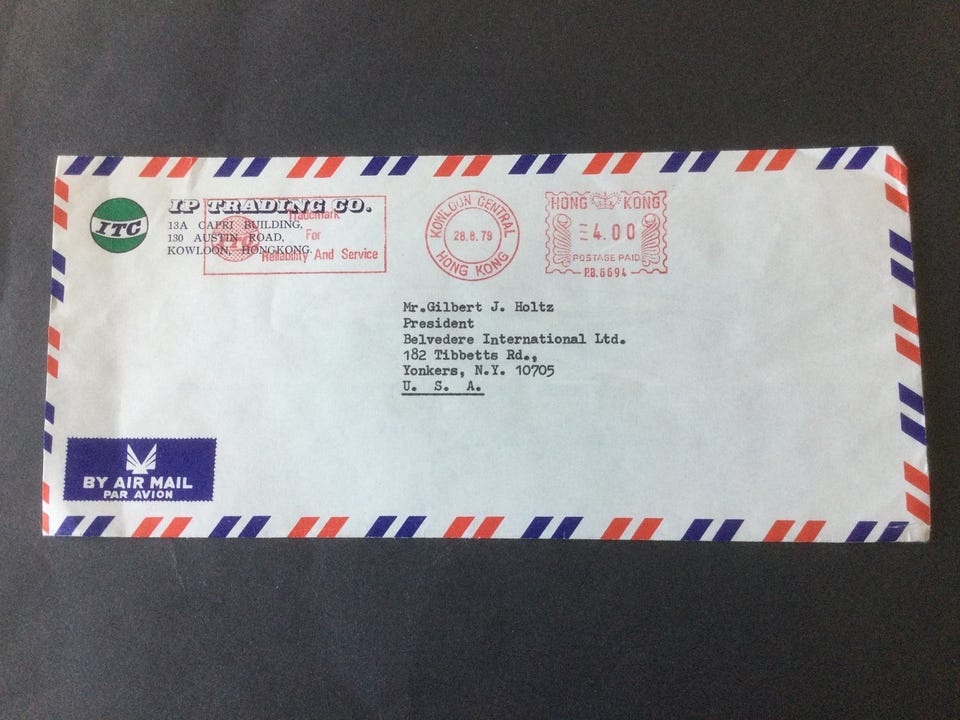 ITC
IP TRADING CO.
13A CAPRI BUILDING,
130 AUSTIN ROAD,
KOWLOON, HONGKONG.
Trademark
For
Reliability And Service
KOWLOON CENTRAL
28.8.79
HONG KONG
HONG KONG
4.00
POSTAGE PAID
P.B. 6694
Mr.Gilbert J. Holtz
President
Belvedere International Ltd.
182 Tibbetts Rd.,
Yonkers, N.Y. 10705
U. S. A.
BY AIR MAIL
PAR AVION